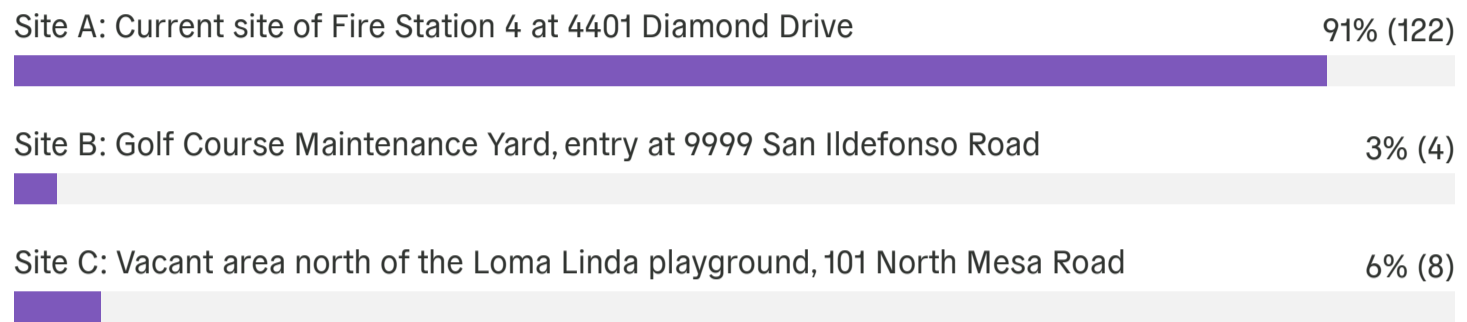 Site A: Current site of Fire Station 4 at 4401 Diamond Drive 91% (122)
Site B: Golf Course Maintenance Yard, entry at 9999 San Ildefonso Road 3% (4)
Site C: Vacant area north of the Loma Linda playground, 101 North Mesa Road 6% (8)